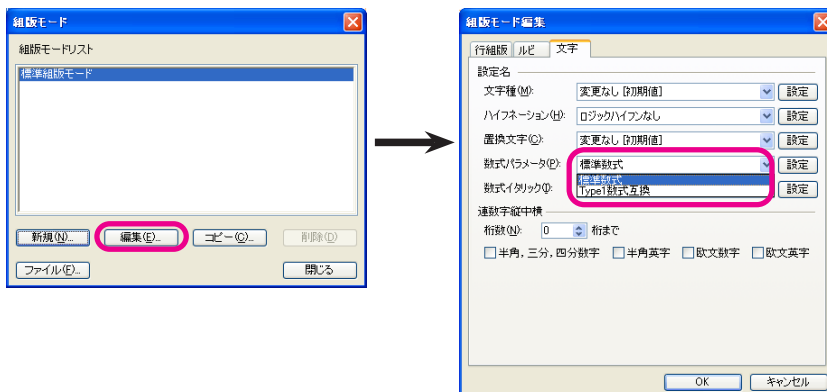 組版モード
組版モードリスト
標準組版モード
新規(N)...
編集(E)...
コピー(C)...
削除(D)
ファイル(F)...
閉じる
組版モード編集
行組版
ルビ
文字
設定名
文字種(M):
変更なし [初期値]
設定
ハイフネーション(H):
ロジックハイフンなし
設定
置換文字(C):
変更なし [初期値]
設定
数式パラメータ(P):
標準数式
設定
標準数式
数式イタリック(I):
Type1数式互換
設定
連数字縦中横
桁数(N):
0
桁まで
半角, 三分, 四分数字
半角英字
欧文数字
欧文英字
OK
キャンセル